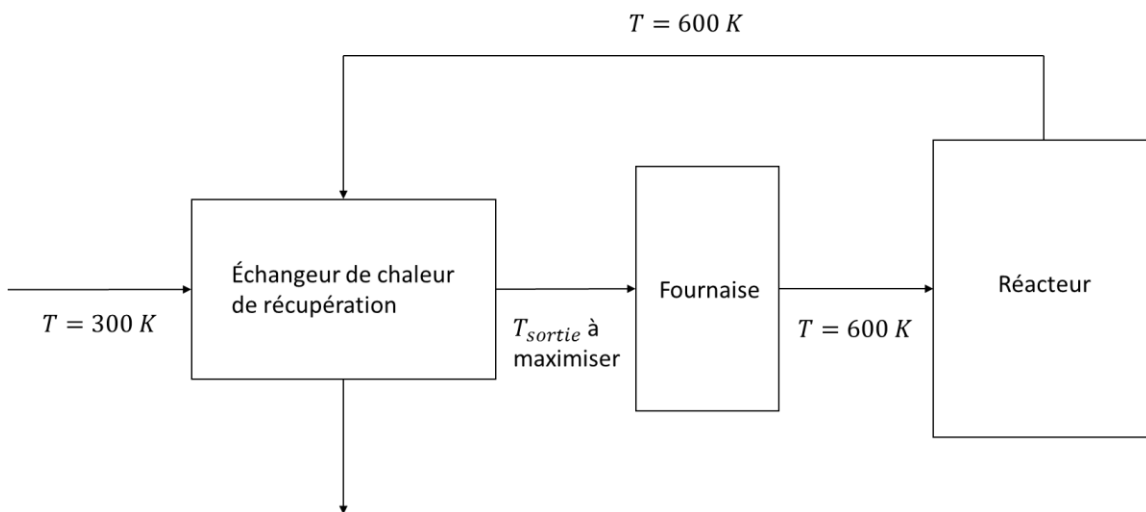 T = 600 K
Échangeur de chaleur
de récupération
Fournaise
Réacteur
T = 300 K
T_sortie à
maximiser
T = 600 K